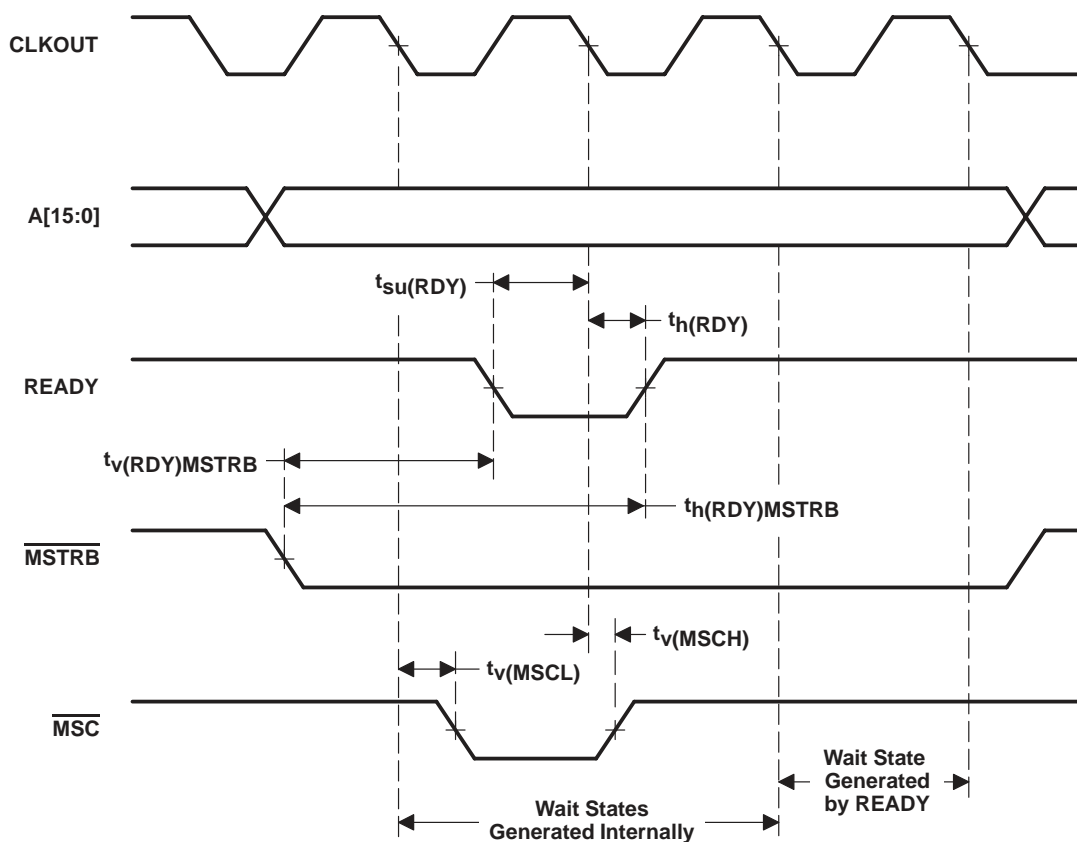 CLKOUT
A[15:0]
tsu(RDY)
th(RDY)
READY
tv(RDY)MSTRB
th(RDY)MSTRB
MSTRB
tv(MSCH)
tv(MSCL)
MSC
Wait State
Generated
by READY
Wait States
Generated Internally